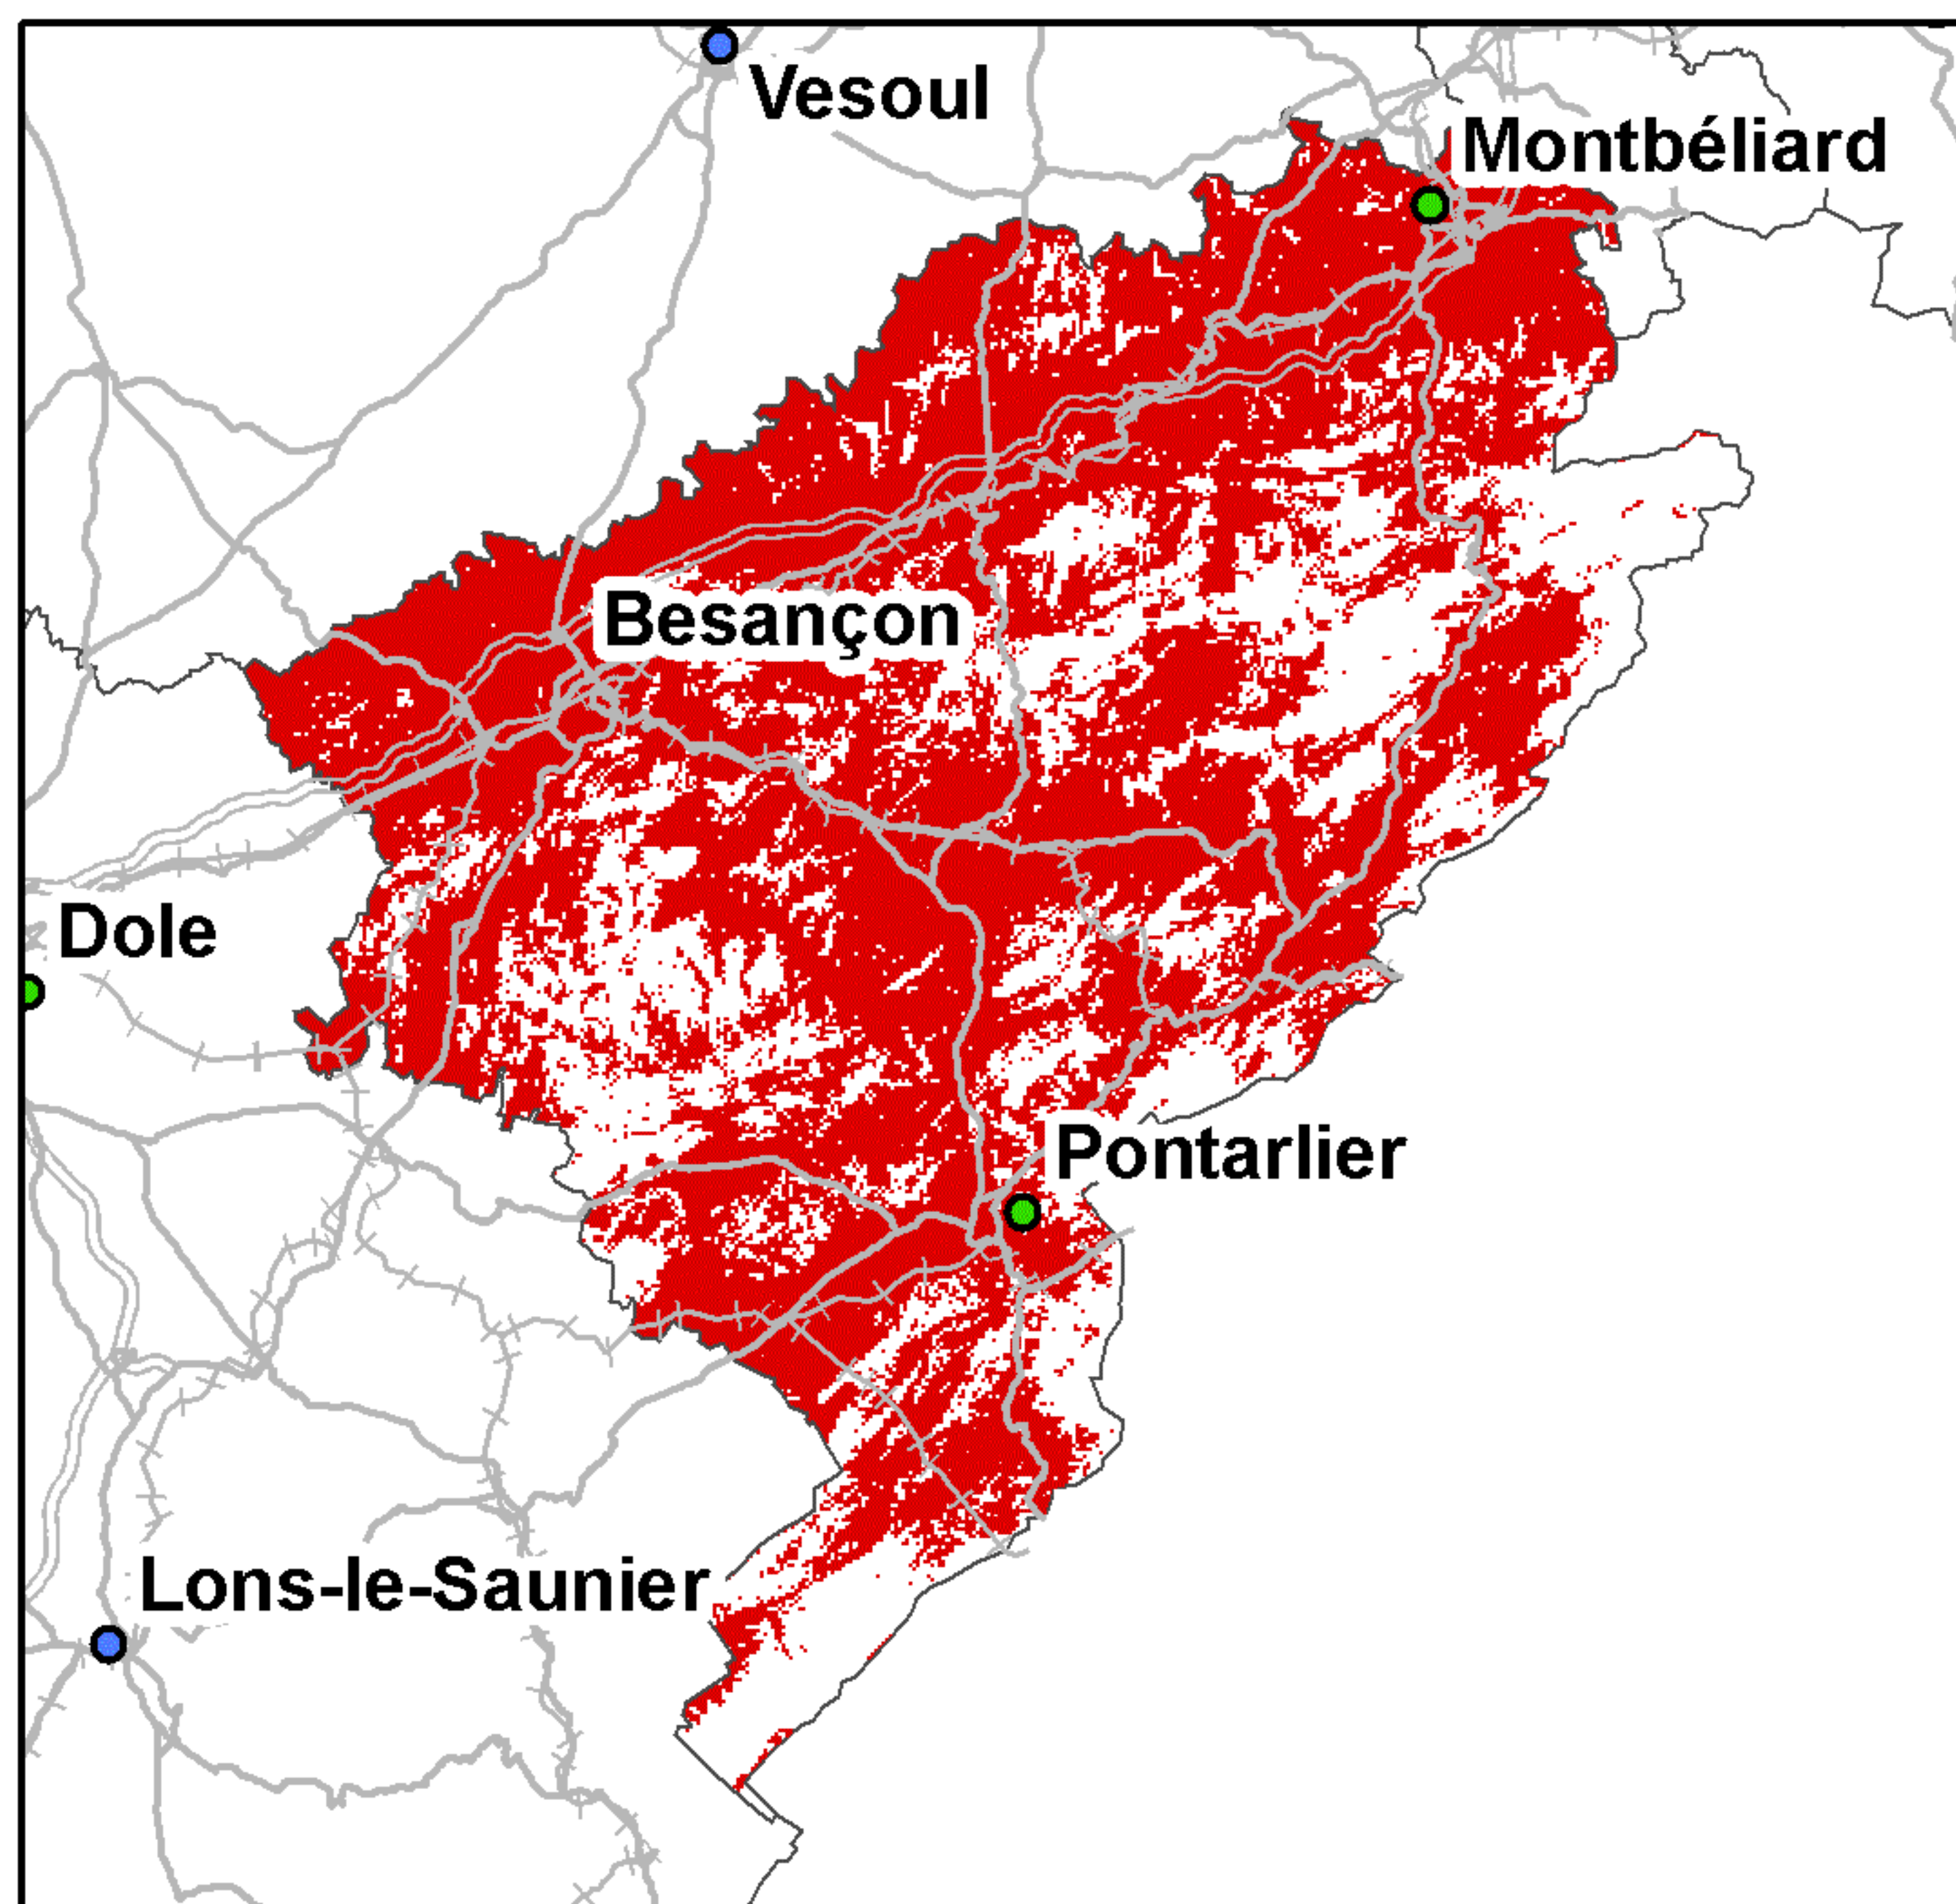 Vesoul
Montbéliard
Besançon
Dole
Pontarlier
Lons-le-Saunier